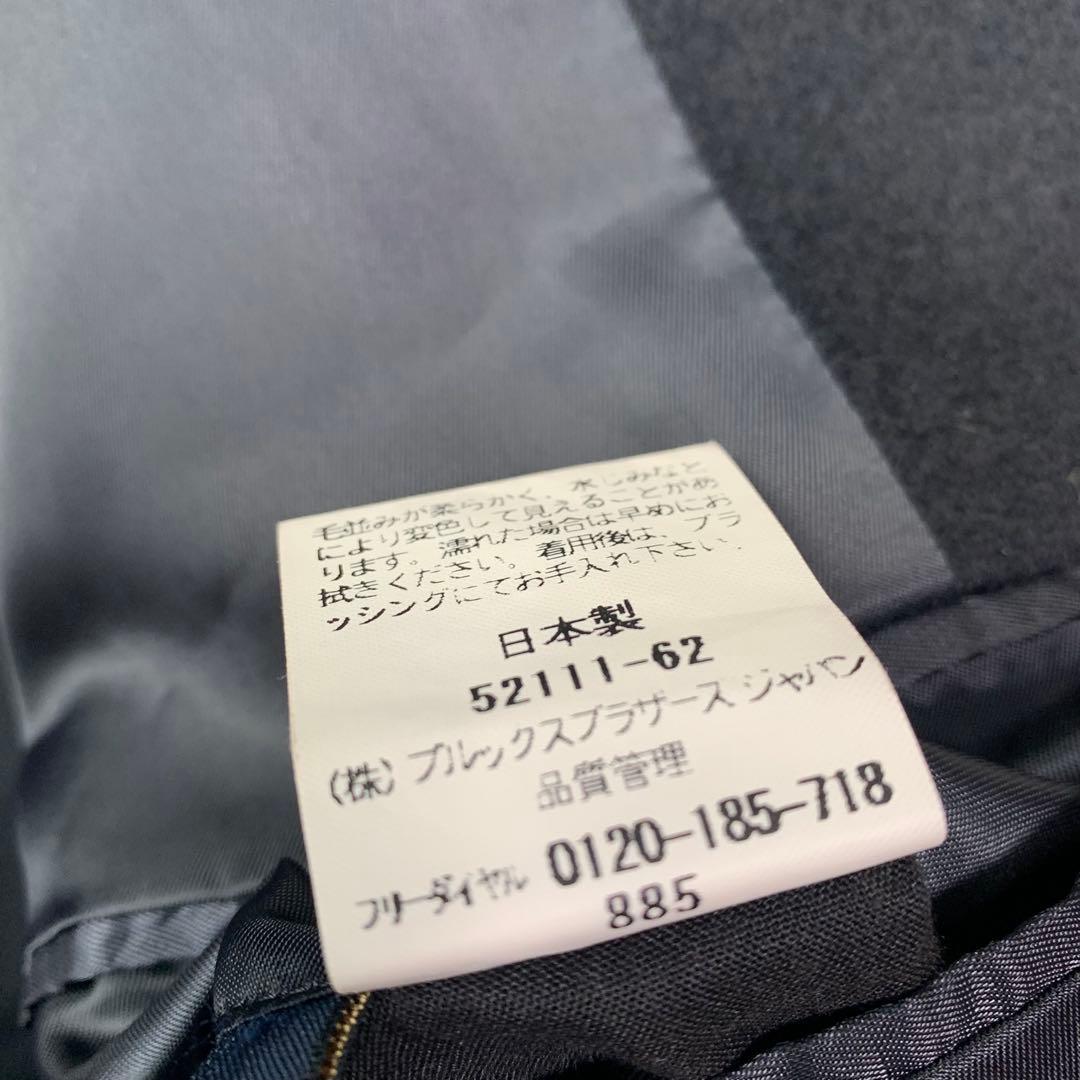 毛並みが柔らかく、水じみなど
により変色して見えることがあ
ります。濡れた場合は早めにお
拭きください。着用後は、ブラ
ッシングにてお手入れ下さい。
日本製
52111-62
(株)ブルックスブラザース ジャパン
品質管理
フリーダイヤル 0120-185-718
885